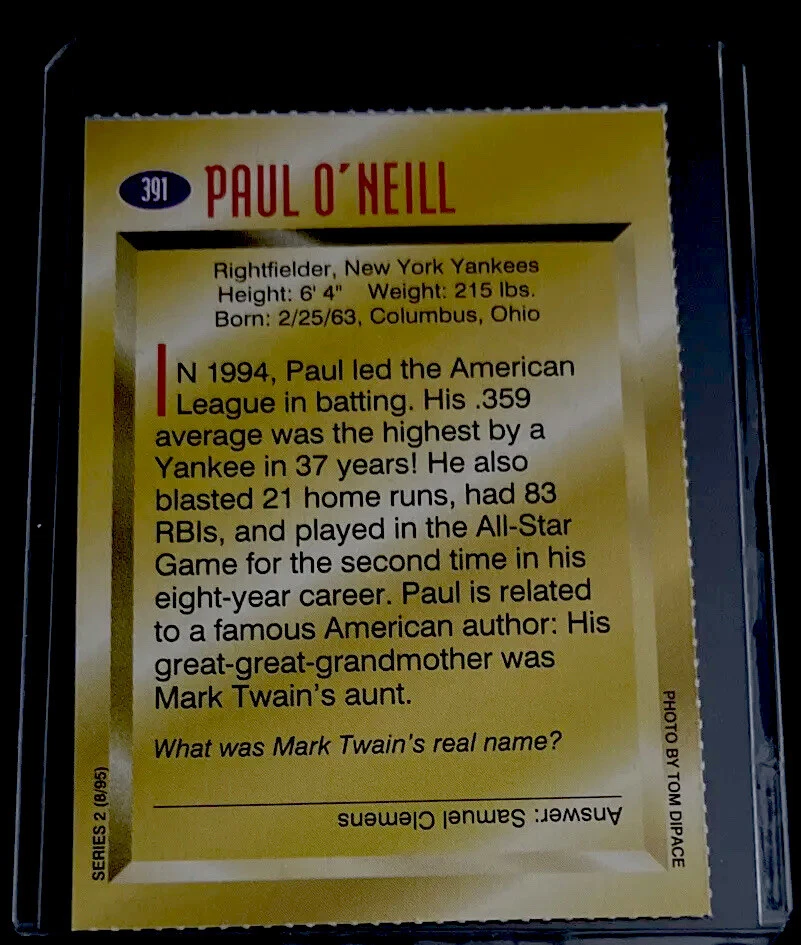 391 PAUL O'NEILL
Rightfielder, New York Yankees
Height: 6' 4" Weight: 215 lbs.
Born: 2/25/63, Columbus, Ohio
IN 1994, Paul led the American
League in batting. His .359
average was the highest by a
Yankee in 37 years! He also
blasted 21 home runs, had 83
RBIs, and played in the All-Star
Game for the second time in his
eight-year career. Paul is related
to a famous American author: His
great-great-grandmother was
Mark Twain's aunt.
What was Mark Twain's real name?
Answer: Samuel Clemens
SERIES 2 (8/95)
PHOTO BY TOM DIPACE